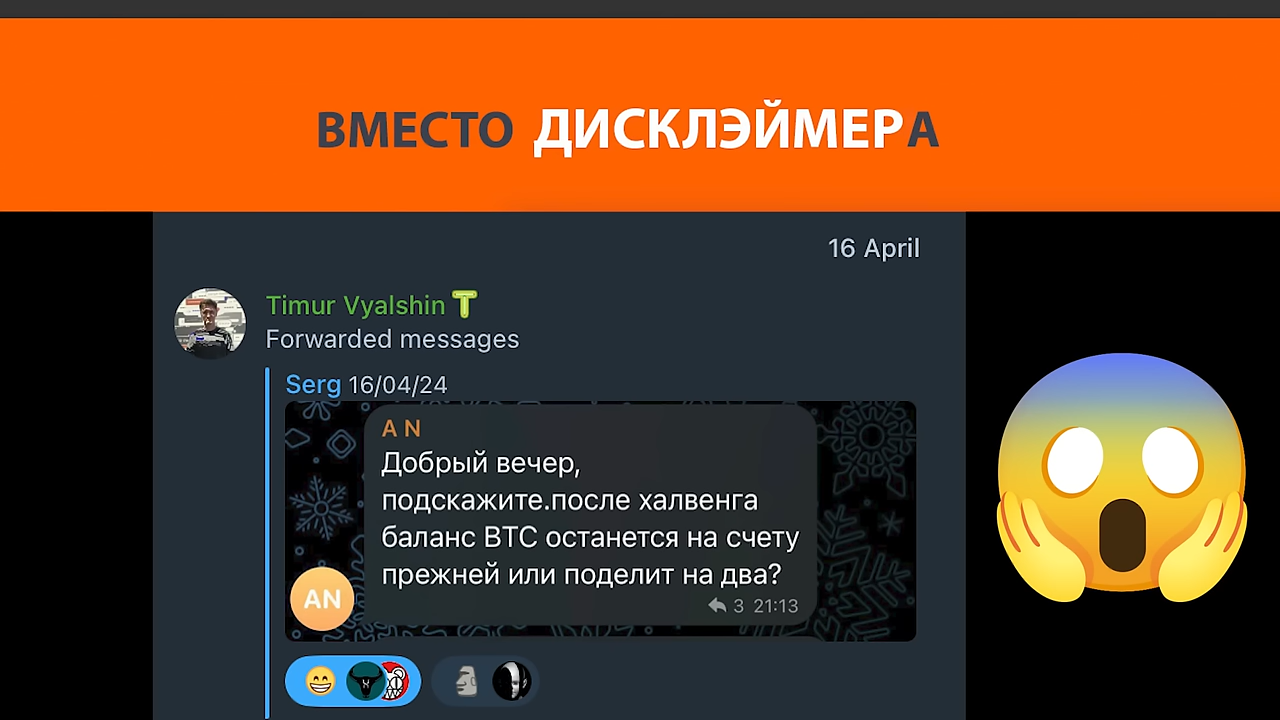 ВМЕСТО ДИСКЛЭЙМЕРА
16 April
Timur Vyalshin
Forwarded messages
Serg 16/04/24
A N
Добрый вечер,
подскажите.после халвенга
баланс BTC останется на счету
прежней или поделит на два?
AN
3 21:13